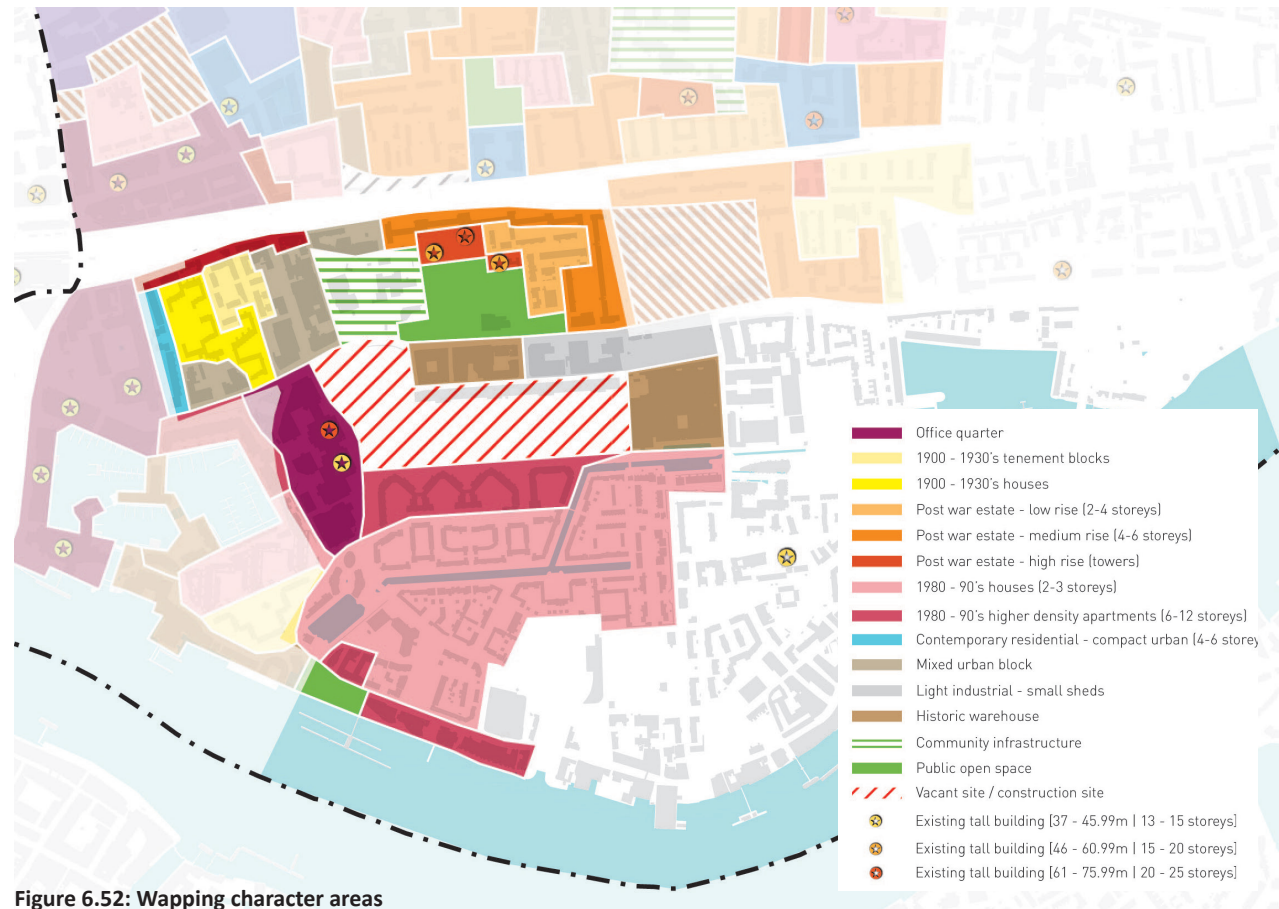 Office quarter
1900 - 1930's tenement blocks
1900 - 1930's houses
Post war estate - low rise (2-4 storeys)
Post war estate - medium rise (4-6 storeys)
Post war estate - high rise (towers)
1980 - 90's houses (2-3 storeys)
1980 - 90's higher density apartments (6-12 storeys)
Contemporary residential - compact urban (4-6 storey
Mixed urban block
Light industrial - small sheds
Historic warehouse
Community infrastructure
Public open space
Vacant site / construction site
Existing tall building [37 - 45.99m | 13 - 15 storeys]
Existing tall building [46 - 60.99m | 15 - 20 storeys]
Existing tall building [61 - 75.99m | 20 - 25 storeys]
Figure 6.52: Wapping character areas